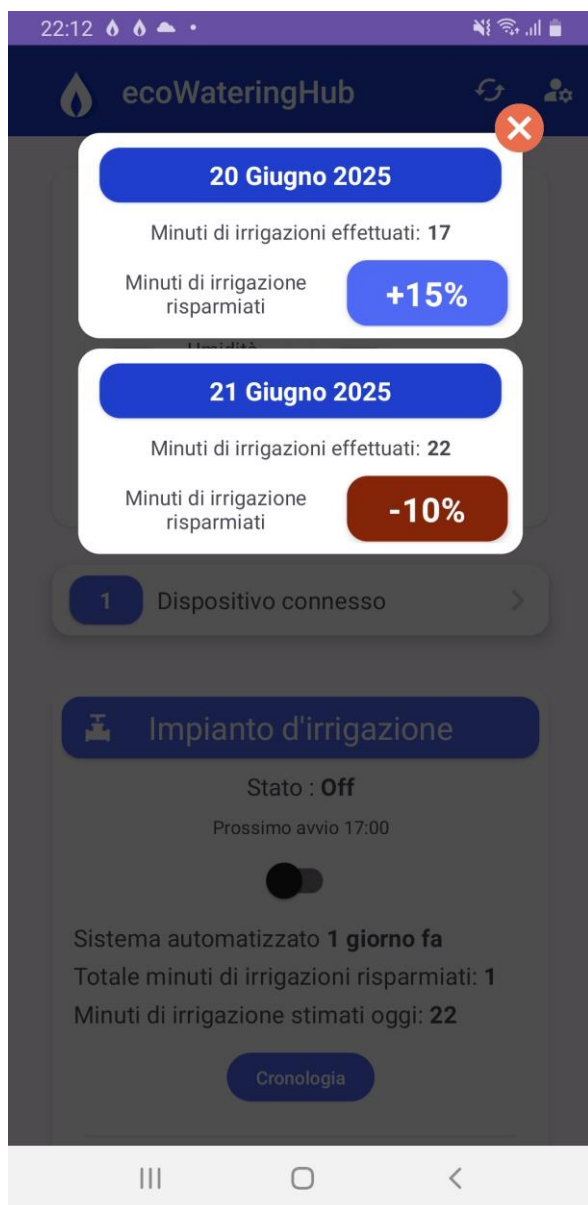 22:12
ecoWateringHub
20 Giugno 2025
Minuti di irrigazioni effettuati: 17
Minuti di irrigazione
risparmiati
+15%
Umidità
21 Giugno 2025
Minuti di irrigazioni effettuati: 22
Minuti di irrigazione
risparmiati
-10%
1 Dispositivo connesso
Impianto d'irrigazione
Stato : Off
Prossimo avvio 17:00
Sistema automatizzato 1 giorno fa
Totale minuti di irrigazioni risparmiati: 1
Minuti di irrigazione stimati oggi: 22
Cronologia